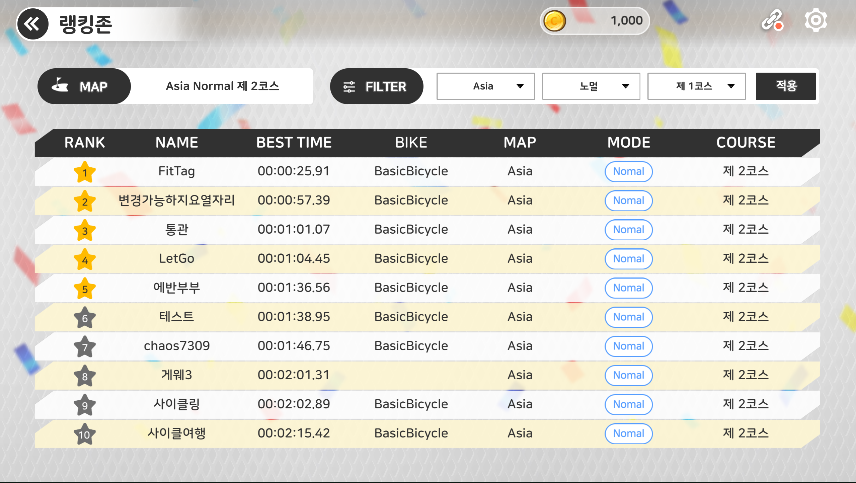 랭킹존
1,000
MAP Asia Normal 제 2코스 FILTER Asia 노멀 제 1코스 적용
RANK NAME BEST TIME BIKE MAP MODE COURSE
1 FitTag 00:00:25.91 BasicBicycle Asia Nomal 제 2코스
2 변경가능하지요열자리 00:00:57.39 BasicBicycle Asia Nomal 제 2코스
3 통관 00:01:01.07 BasicBicycle Asia Nomal 제 2코스
4 LetGo 00:01:04.45 BasicBicycle Asia Nomal 제 2코스
5 에반부부 00:01:36.56 BasicBicycle Asia Nomal 제 2코스
6 테스트 00:01:38.95 BasicBicycle Asia Nomal 제 2코스
7 chaos7309 00:01:46.75 BasicBicycle Asia Nomal 제 2코스
8 게웨3 00:02:01.31 Asia Nomal 제 2코스
9 사이클링 00:02:02.89 BasicBicycle Asia Nomal 제 2코스
10 사이클여행 00:02:15.42 BasicBicycle Asia Nomal 제 2코스